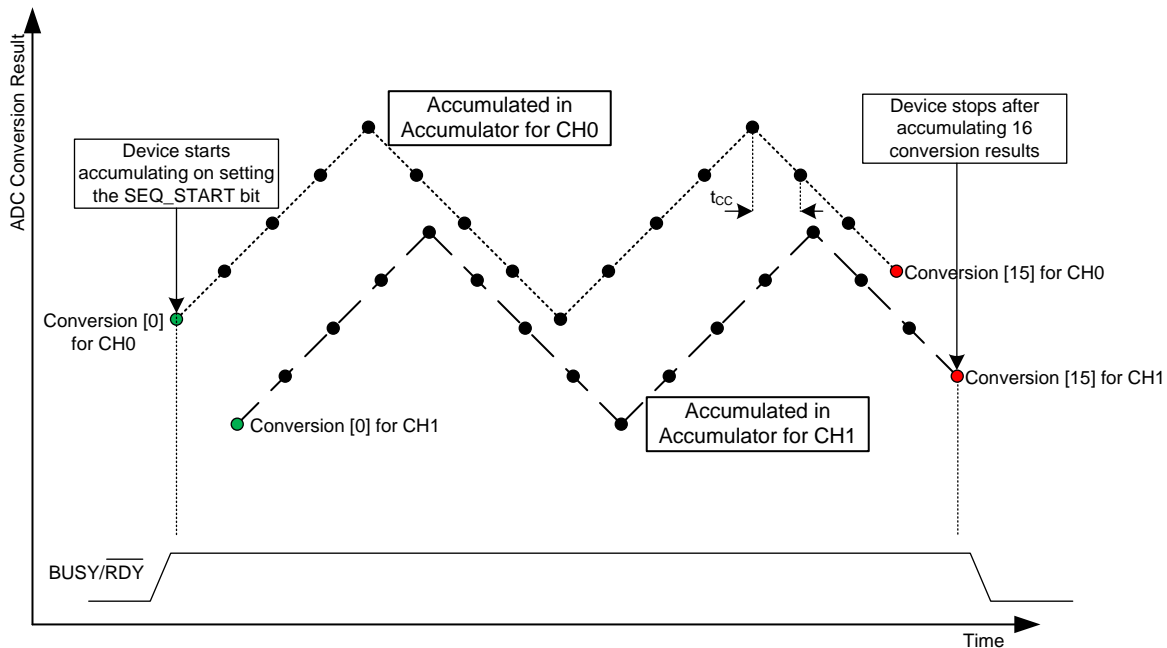 ADC Conversion Result
Accumulated in
Accumulator for CH0
Device stops after
accumulating 16
conversion results
Device starts
accumulating on setting
the SEQ_START bit
tCC
Conversion [15] for CH0
Conversion [0]
for CH0
Conversion [15] for CH1
Conversion [0] for CH1
Accumulated in
Accumulator for CH1
BUSY/RDY
Time